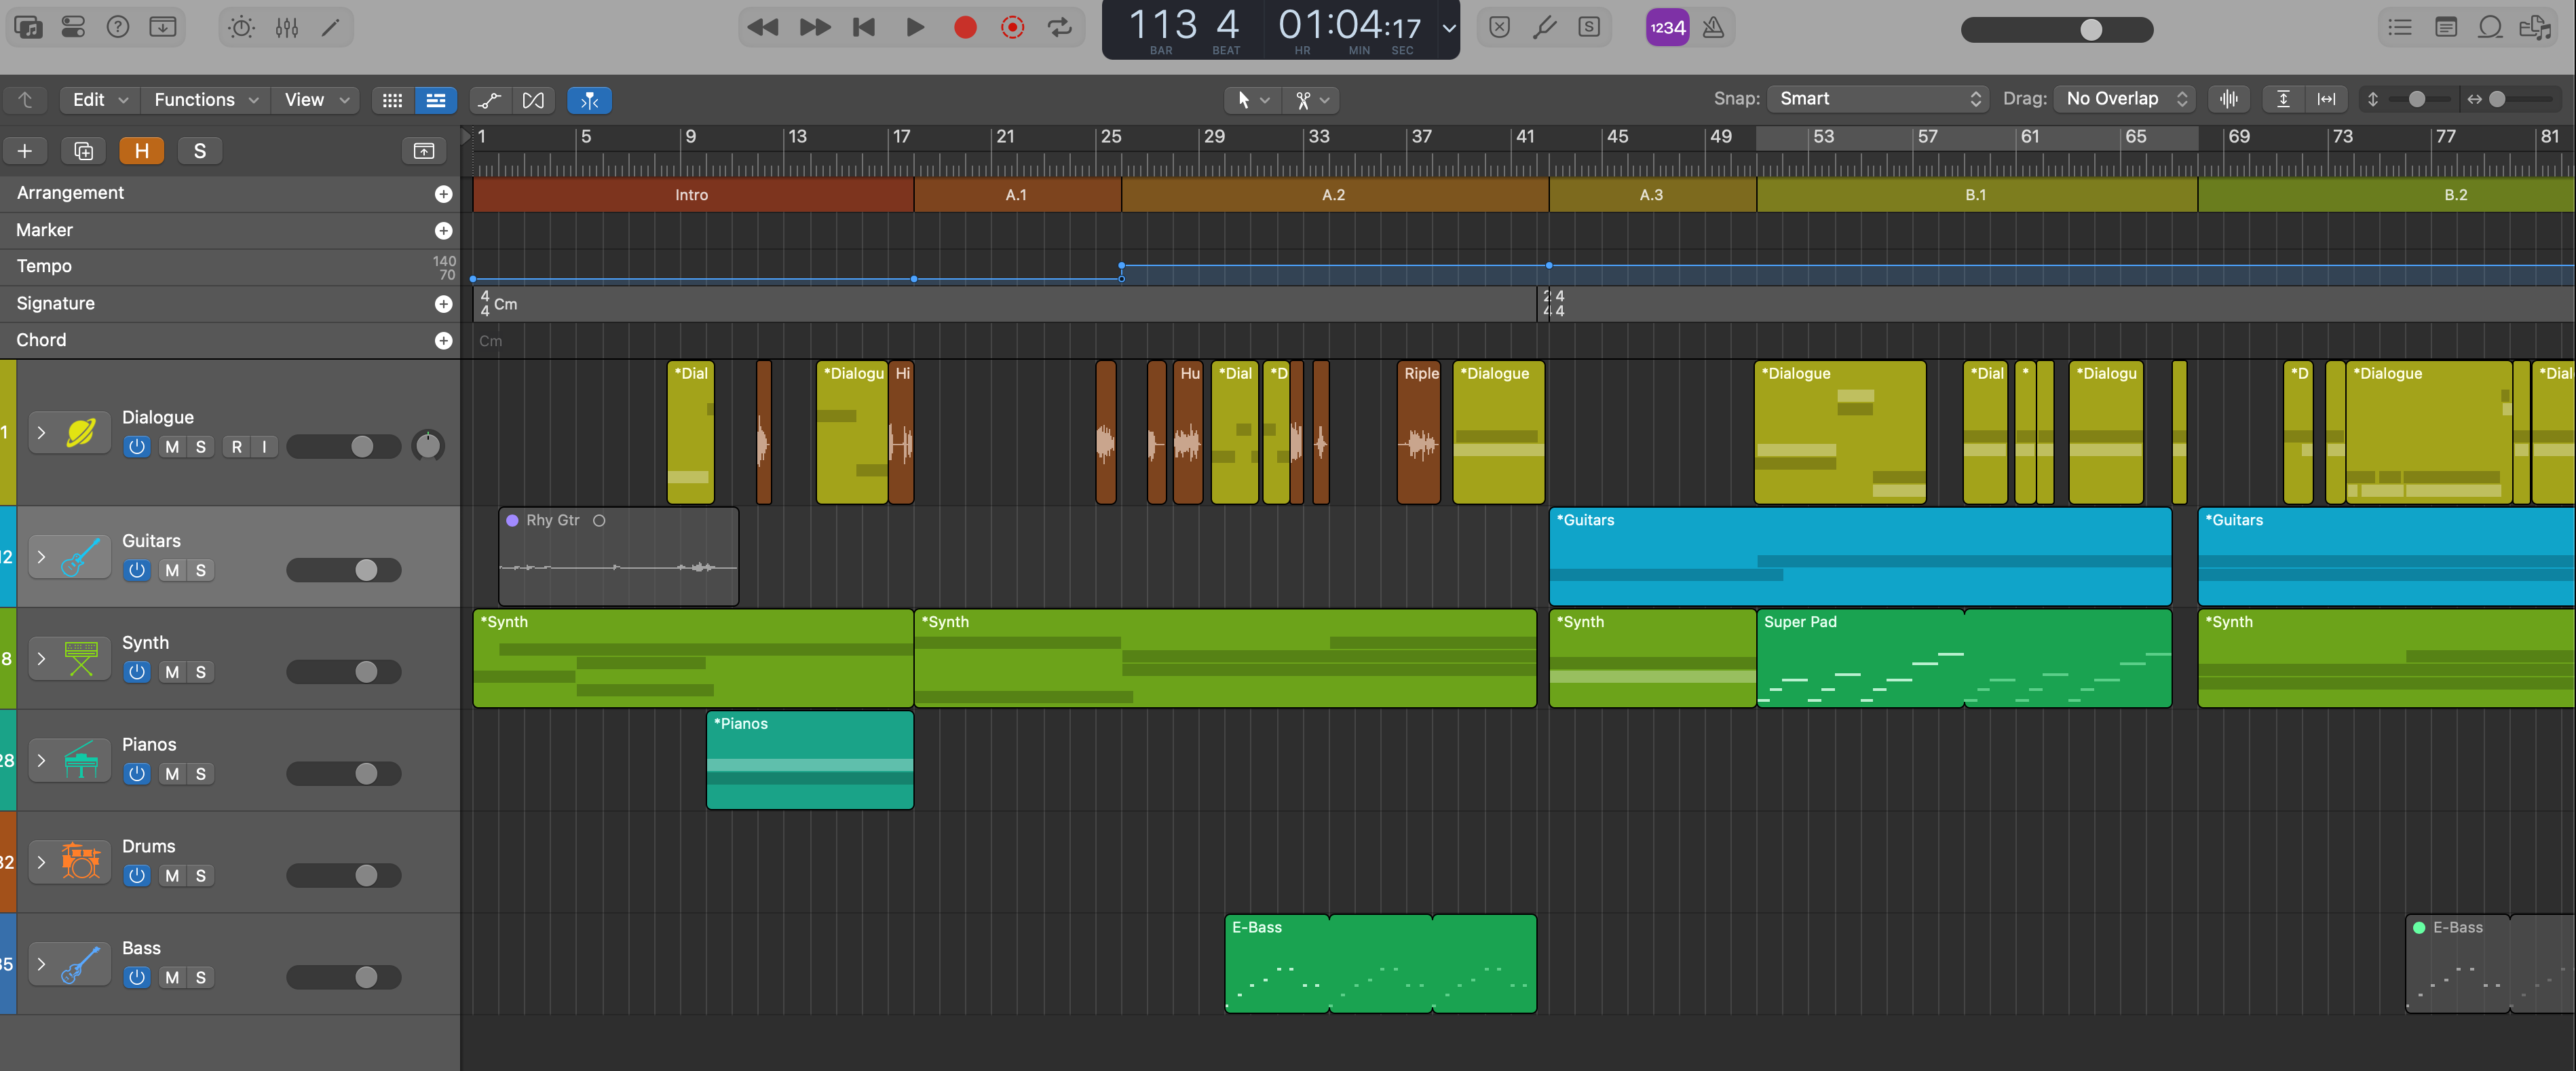 113 4 01:04:17
BAR BEAT HR MIN SEC
1234
Edit Functions View Snap: Smart Drag: No Overlap
H S 1 5 9 13 17 21 25 29 33 37 41 45 49 53 57 61 65 69 73 77 81
Arrangement Intro A.1 A.2 A.3 B.1 B.2
Marker
Tempo 140
70
Signature 4 Cm 2 4
4 4 4
Chord Cm
*Dial *Dialogu Hi Hu *Dial *D Riple *Dialogue *Dialogue *Dial * *Dialogu *D *Dialogue *Dial
1 Dialogue
M S R I
Rhy Gtr *Guitars *Guitars
12 Guitars
M S
*Synth *Synth *Synth Super Pad *Synth
8 Synth
M S
*Pianos
28 Pianos
M S
32 Drums
M S
E-Bass E-Bass
35 Bass
M S